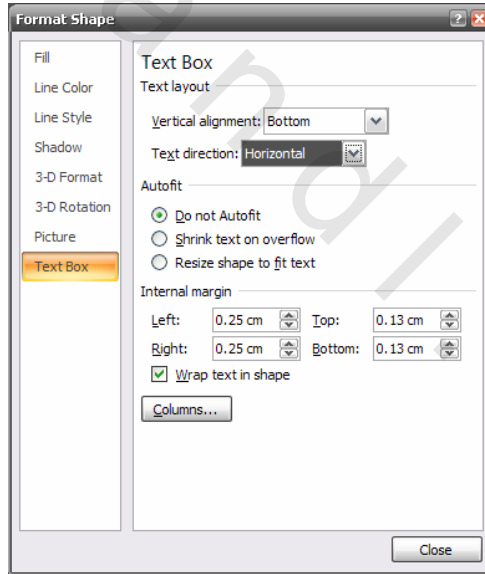 Format Shape
Fill
Line Color
Line Style
Shadow
3-D Format
3-D Rotation
Picture
Text Box
Text Box
Text layout
Vertical alignment: Bottom
Text direction: Horizontal
Autofit
Do not Autofit
Shrink text on overflow
Resize shape to fit text
Internal margin
Left: 0.25 cm Top: 0.13 cm
Right: 0.25 cm Bottom: 0.13 cm
Wrap text in shape
Columns...
Close